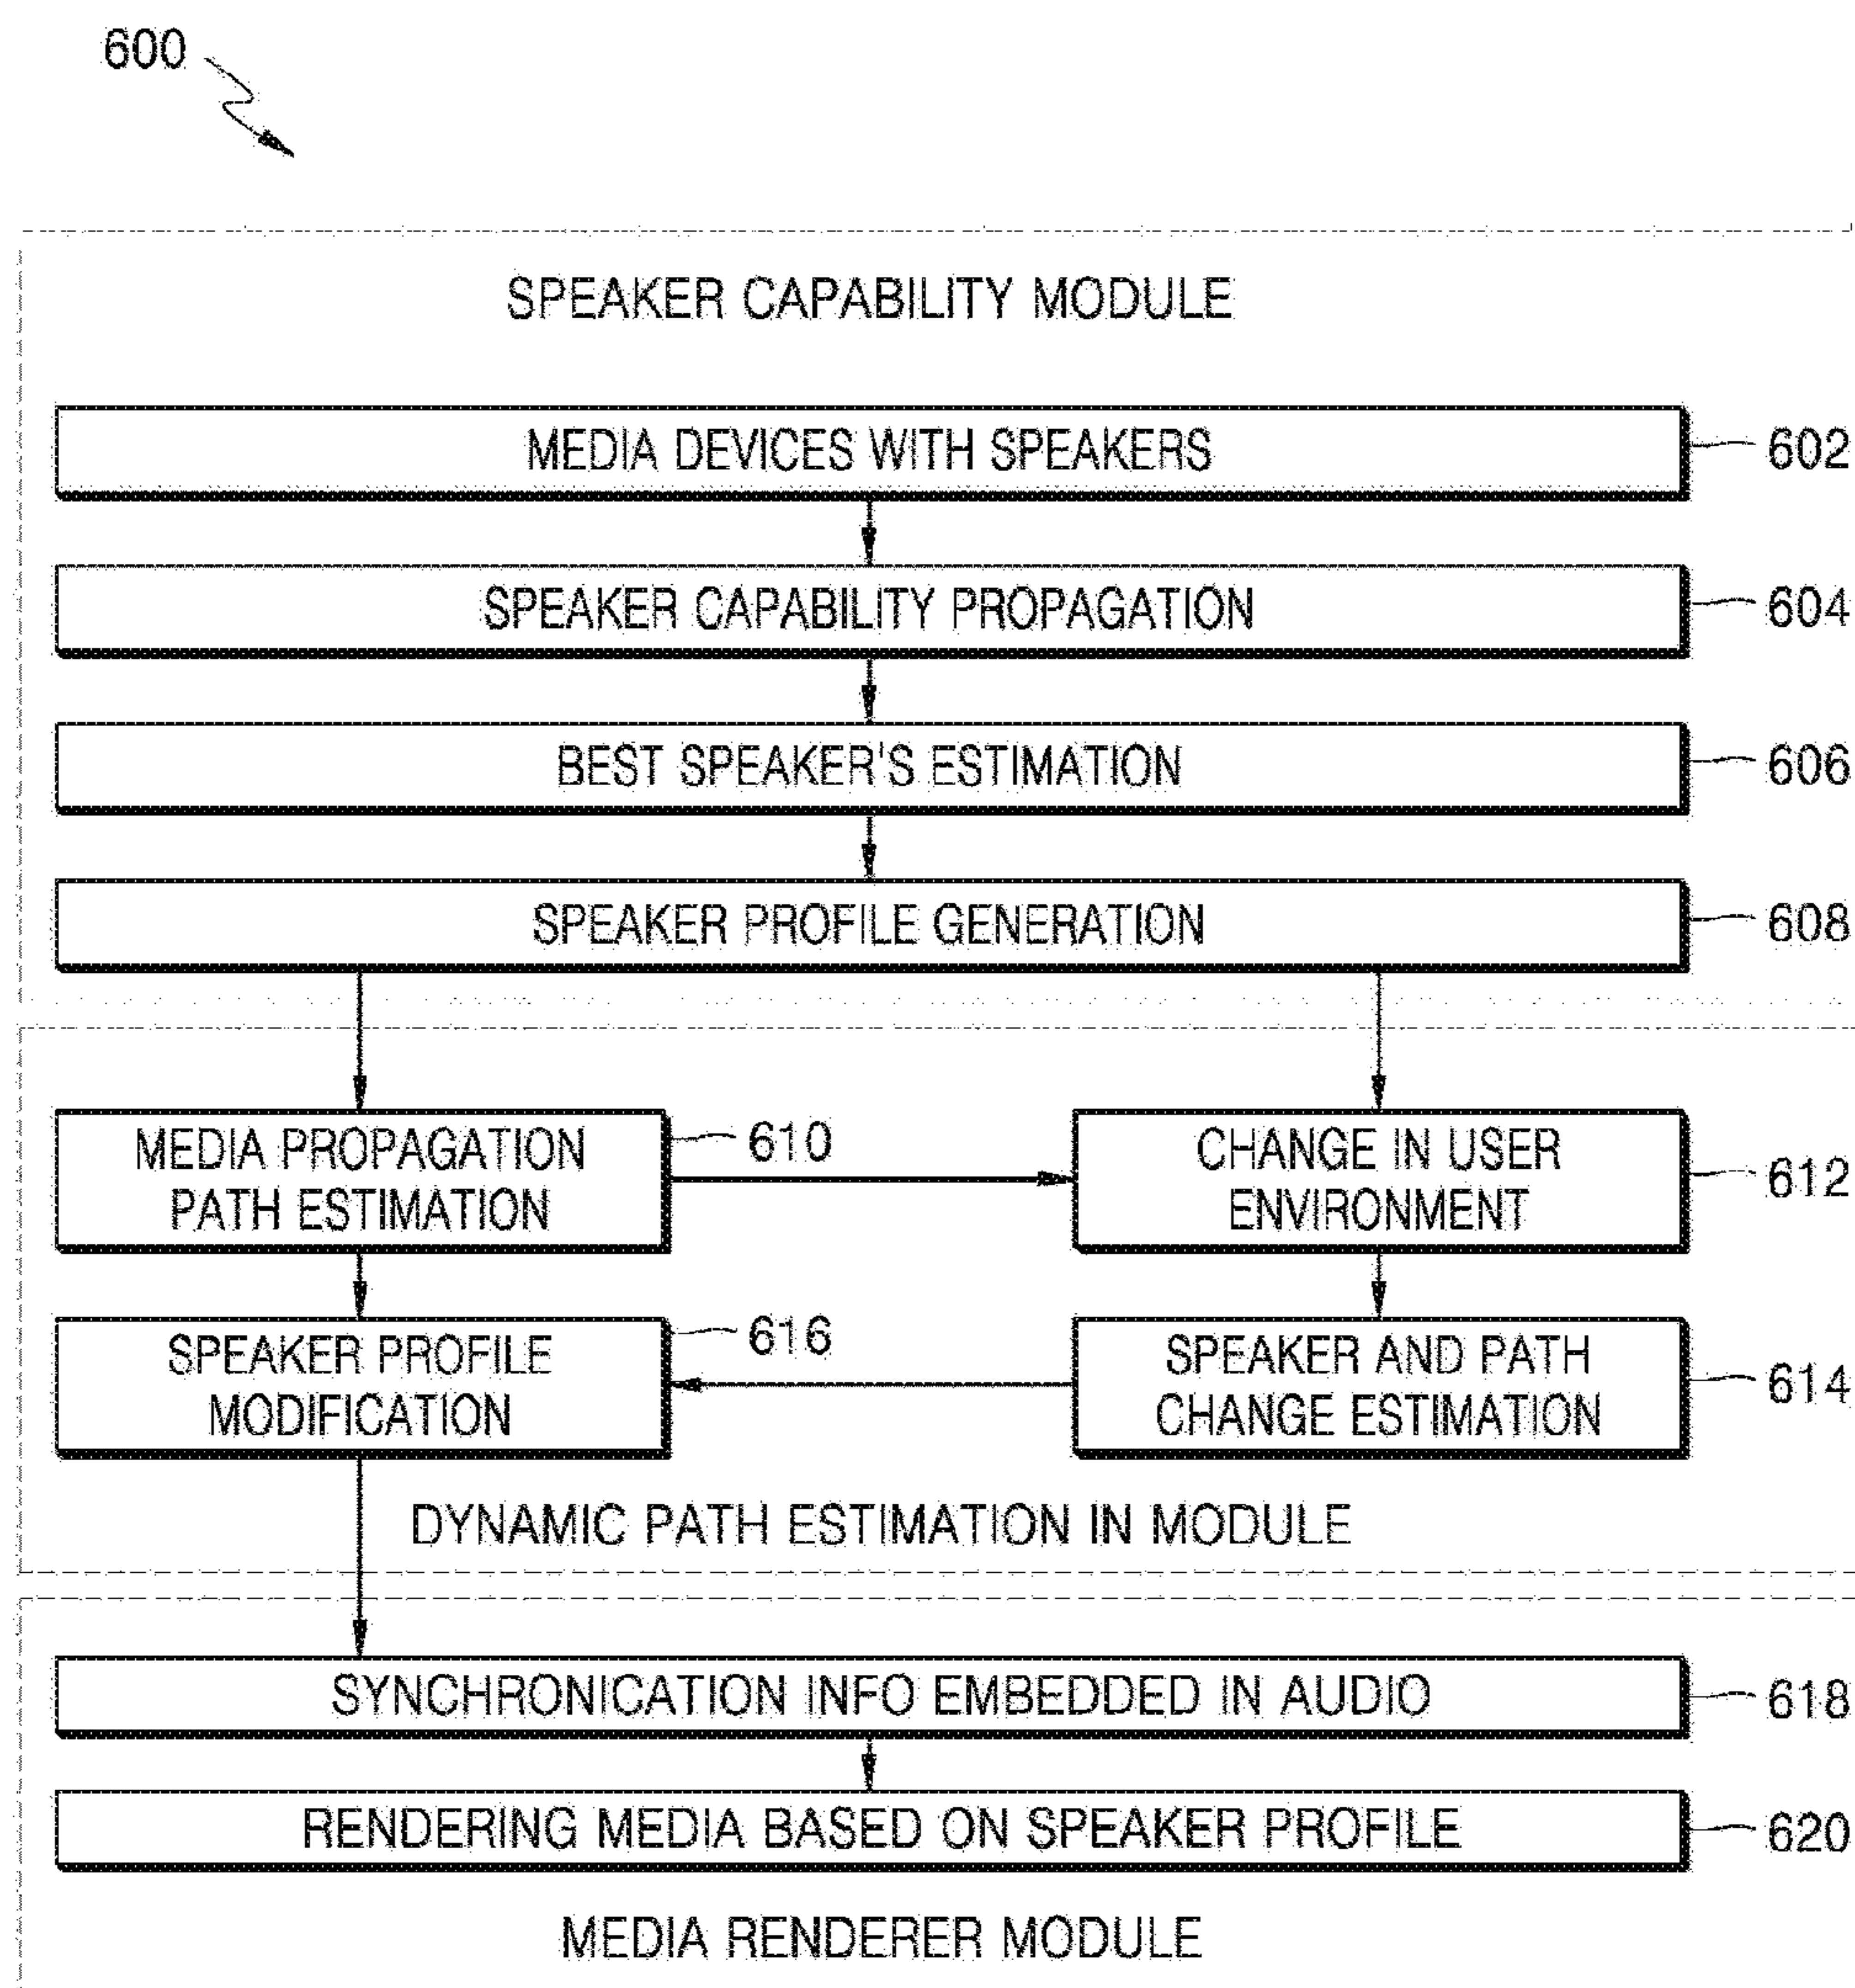 600
SPEAKER CAPABILITY MODULE
MEDIA DEVICES WITH SPEAKERS
602
SPEAKER CAPABILITY PROPAGATION
604
BEST SPEAKER'S ESTIMATION
606
SPEAKER PROFILE GENERATION
608
MEDIA PROPAGATION
PATH ESTIMATION
610
CHANGE IN USER
ENVIRONMENT
612
SPEAKER PROFILE
MODIFICATION
616
SPEAKER AND PATH
CHANGE ESTIMATION
614
DYNAMIC PATH ESTIMATION IN MODULE
SYNCHRONICATION INFO EMBEDDED IN AUDIO
618
RENDERING MEDIA BASED ON SPEAKER PROFILE
620
MEDIA RENDERER MODULE